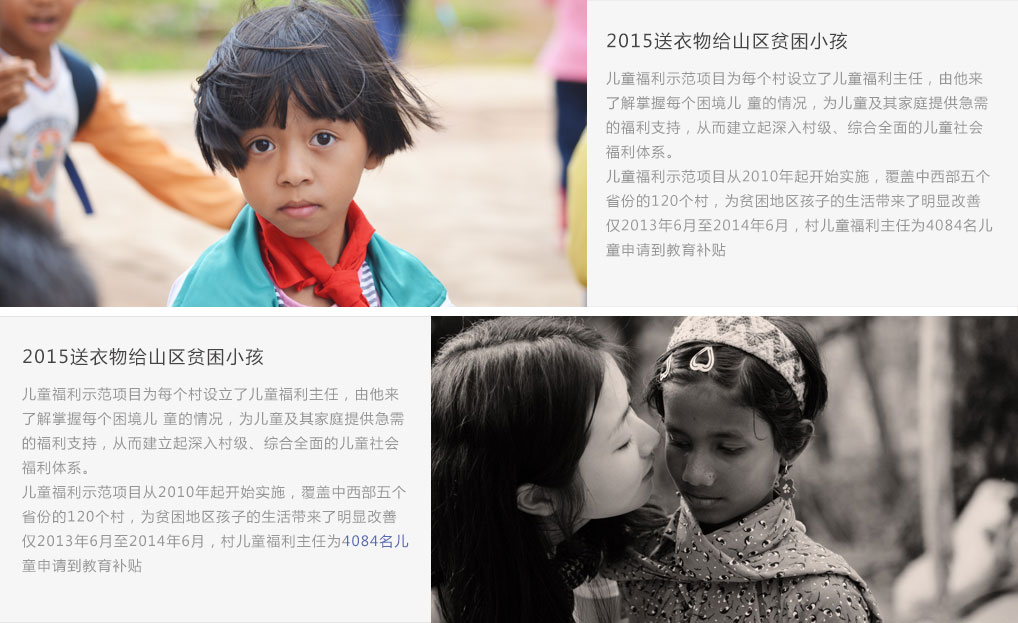 2015送衣物给山区贫困小孩
儿童福利示范项目为每个村设立了儿童福利主任，由他来
了解掌握每个困境儿 童的情况，为儿童及其家庭提供急需
的福利支持，从而建立起深入村级、综合全面的儿童社会
福利体系。
儿童福利示范项目从2010年起开始实施，覆盖中西部五个
省份的120个村，为贫困地区孩子的生活带来了明显改善
仅2013年6月至2014年6月，村儿童福利主任为4084名儿
童申请到教育补贴
2015送衣物给山区贫困小孩
儿童福利示范项目为每个村设立了儿童福利主任，由他来
了解掌握每个困境儿 童的情况，为儿童及其家庭提供急需
的福利支持，从而建立起深入村级、综合全面的儿童社会
福利体系。
儿童福利示范项目从2010年起开始实施，覆盖中西部五个
省份的120个村，为贫困地区孩子的生活带来了明显改善
仅2013年6月至2014年6月，村儿童福利主任为4084名儿
童申请到教育补贴